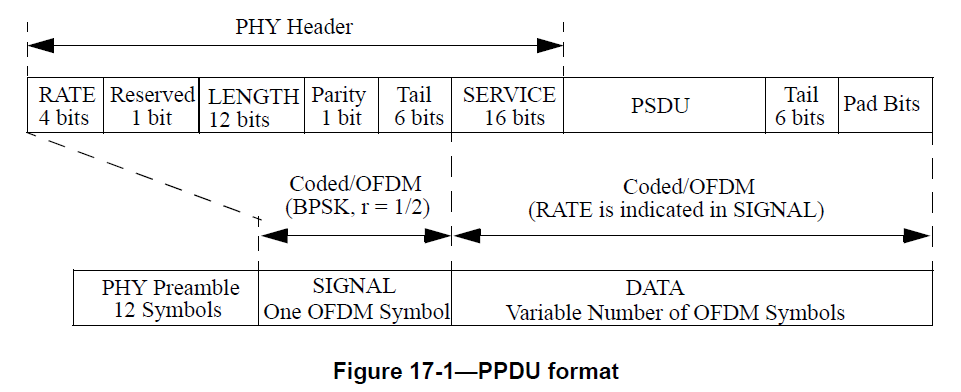 PHY Header
RATE Reserved LENGTH Parity Tail SERVICE PSDU Tail Pad Bits
4 bits 1 bit 12 bits 1 bit 6 bits 16 bits 6 bits
Coded/OFDM Coded/OFDM
(BPSK, r = 1/2) (RATE is indicated in SIGNAL)
PHY Preamble SIGNAL DATA
12 Symbols One OFDM Symbol Variable Number of OFDM Symbols
Figure 17-1—PPDU format